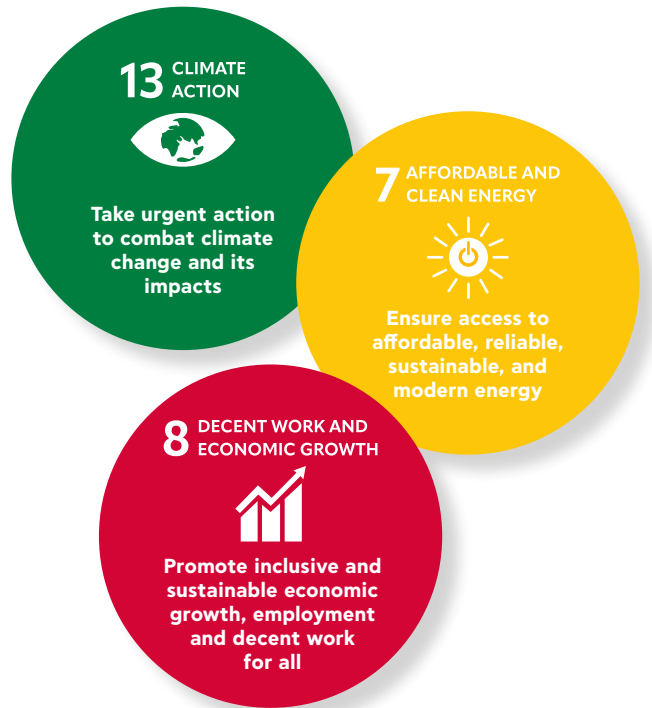 13 CLIMATE
ACTION
Take urgent action
to combat climate
change and its
impacts
7 AFFORDABLE AND
CLEAN ENERGY
Ensure access to
affordable, reliable,
sustainable, and
modern energy
8 DECENT WORK AND
ECONOMIC GROWTH
Promote inclusive and
sustainable economic
growth, employment
and decent work
for all